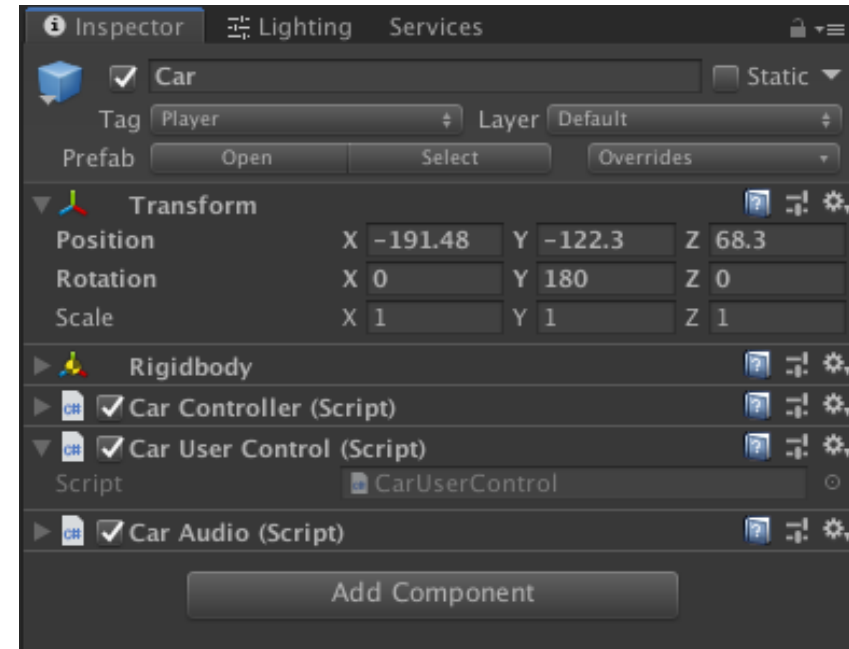 Inspector Lighting Services
Car Static
Tag Player Layer Default
Prefab Open Select Overrides
Transform
Position X -191.48 Y -122.3 Z 68.3
Rotation X 0 Y 180 Z 0
Scale X 1 Y 1 Z 1
Rigidbody
c# Car Controller (Script)
c# Car User Control (Script)
Script CarUserControl
c# Car Audio (Script)
Add Component